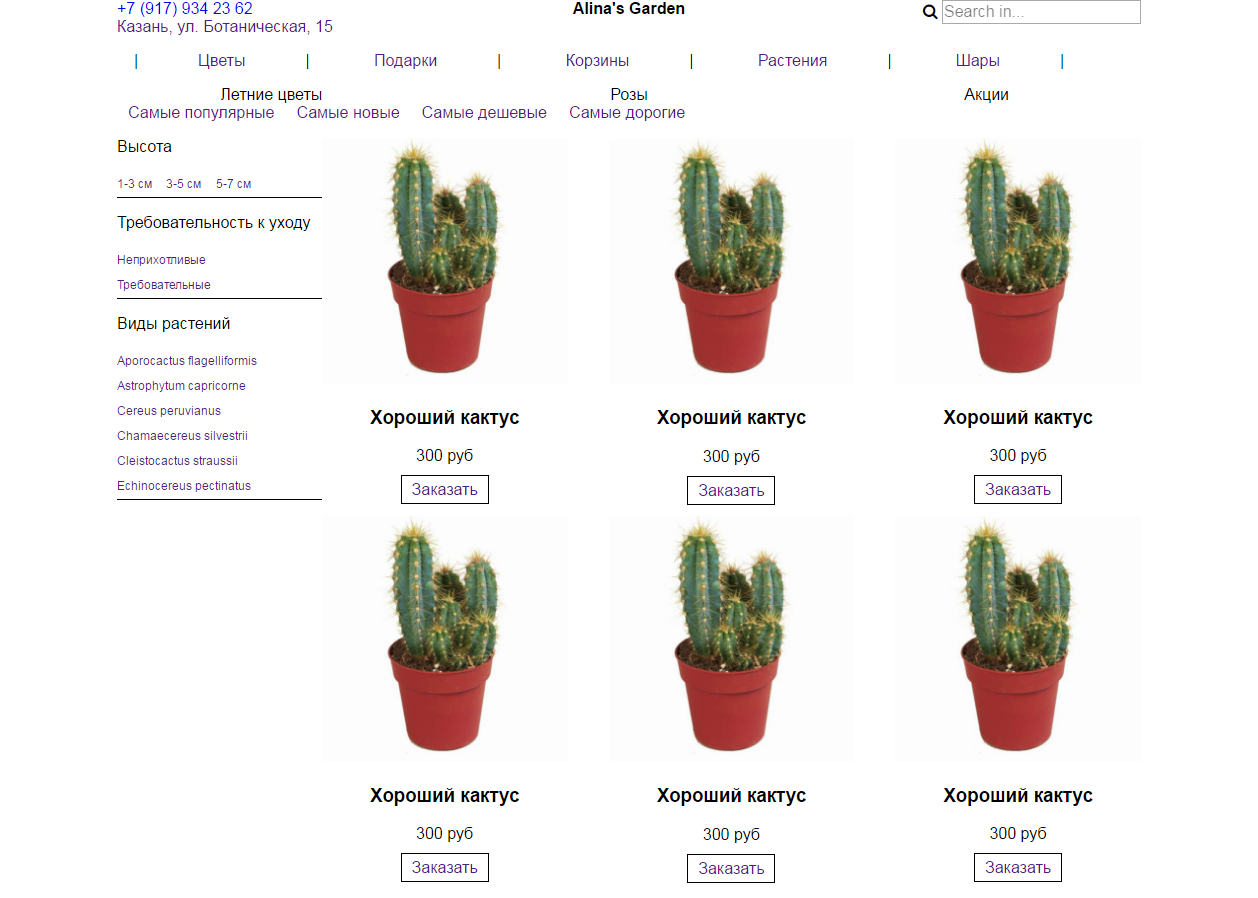 +7 (917) 934 23 62
Казань, ул. Ботаническая, 15
Alina's Garden
Search in...
| Цветы | Подарки | Корзины | Растения | Шары |
Летние цветы Розы Акции
Самые популярные Самые новые Самые дешевые Самые дорогие
Высота
1-3 см 3-5 см 5-7 см
Требовательность к уходу
Неприхотливые
Требовательные
Виды растений
Aporocactus flagelliformis
Astrophytum capricorne
Cereus peruvianus
Chamaecereus silvestrii
Cleistocactus straussii
Echinocereus pectinatus
Хороший кактус Хороший кактус Хороший кактус
300 руб 300 руб 300 руб
Заказать Заказать Заказать
Хороший кактус Хороший кактус Хороший кактус
300 руб 300 руб 300 руб
Заказать Заказать Заказать